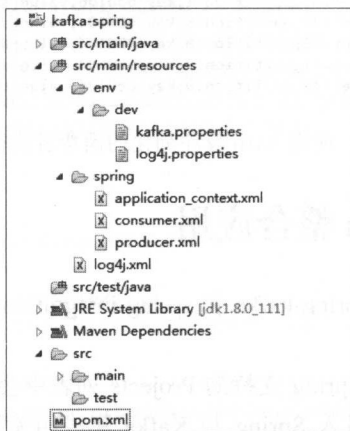 kafka-spring
src/main/java
src/main/resources
env
dev
kafka.properties
log4j.properties
spring
application_context.xml
consumer.xml
producer.xml
log4j.xml
src/test/java
JRE System Library [jdk1.8.0_111]
Maven Dependencies
src
main
test
pom.xml